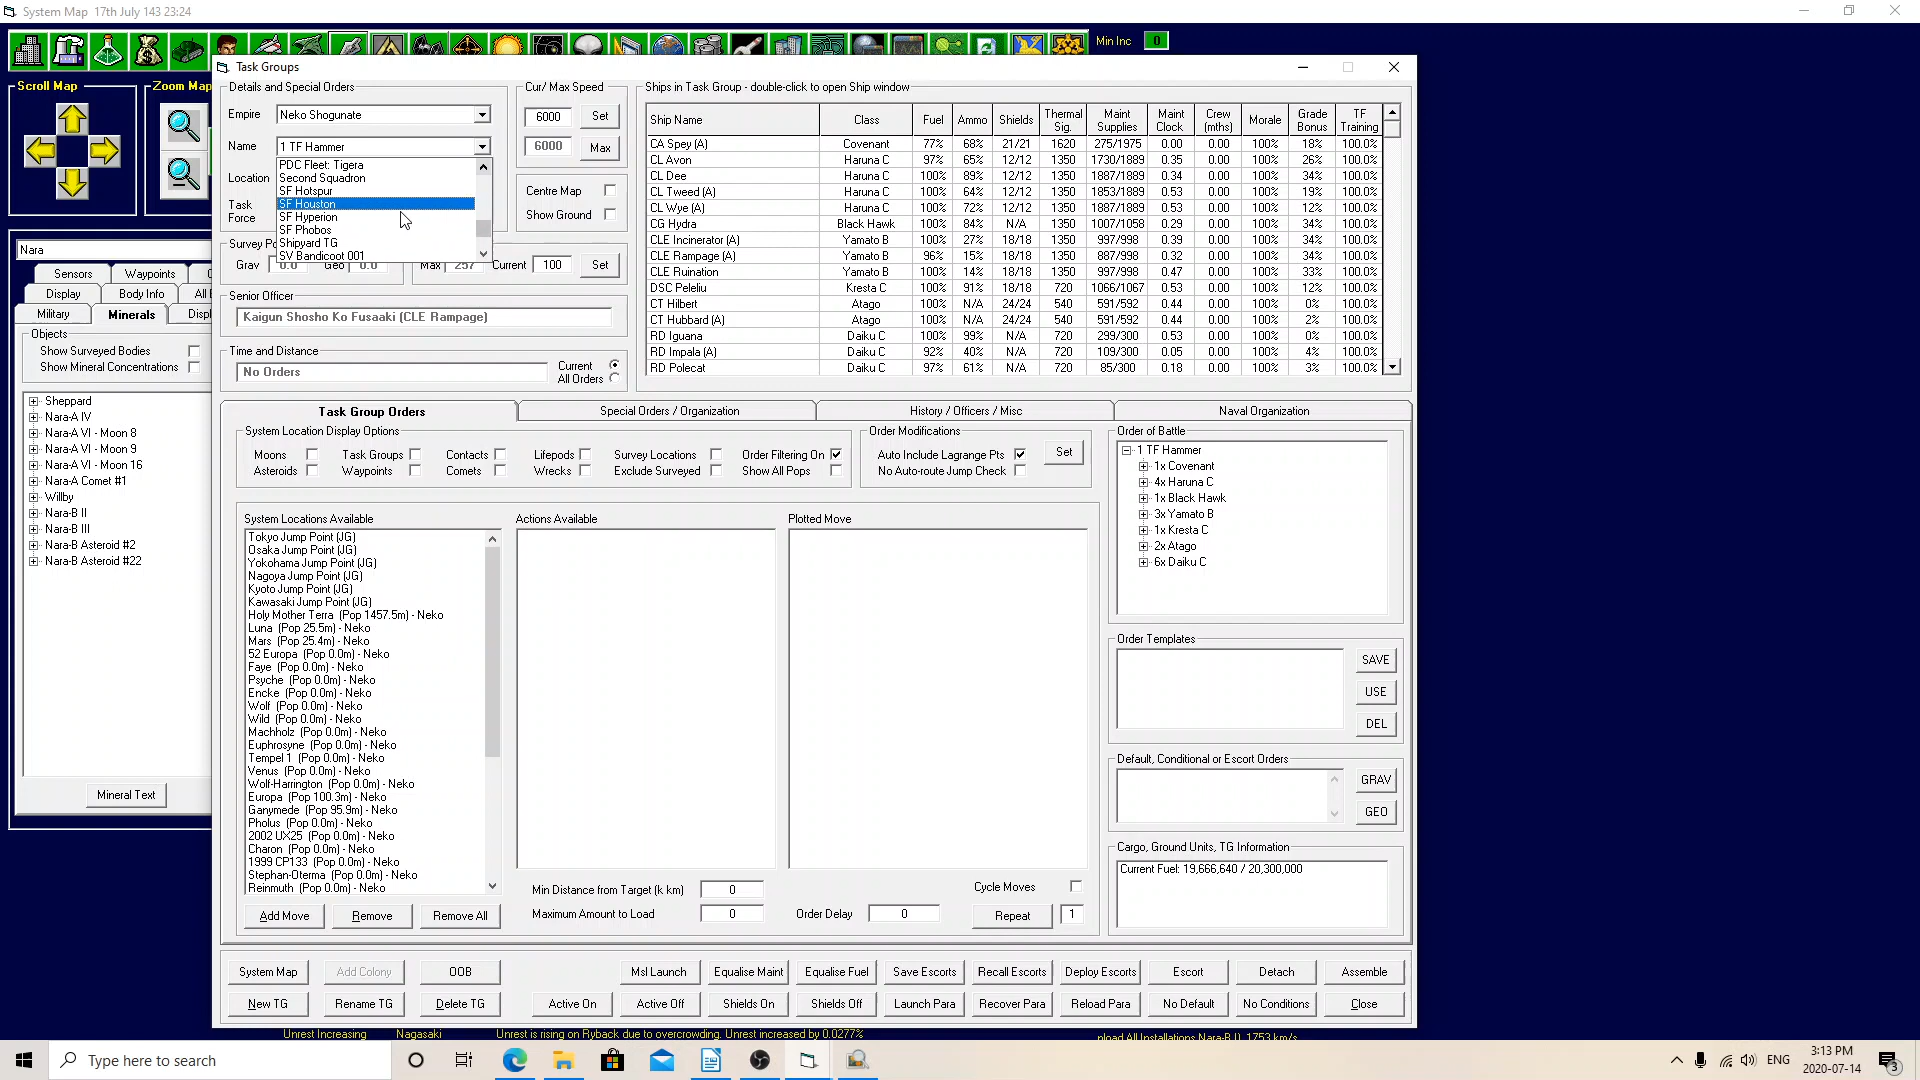 System Map   17th July 143 23:24
Min Inc 0
Scroll Map
Zoom Map
Nara
Sensors Waypoints
Display Body Info All B
Military Minerals Displ
Objects
Show Surveyed Bodies
Show Mineral Concentrations
Sheppard
Nara-A IV
Nara-A VI - Moon 8
Nara-A VI - Moon 9
Nara-A VI - Moon 16
Nara-A Comet #1
Willby
Nara-B II
Nara-B III
Nara-B Asteroid #2
Nara-B Asteroid #22
Mineral Text
Task Groups
Details and Special Orders
Empire Neko Shogunate
Name 1 TF Hammer
PDC Fleet: Tigera
Second Squadron
SF Hotspur
SF Houston
SF Hyperion
SF Phobos
Shipyard TG
SV Bandicoot 001
Location
Task
Force
Survey Po
Grav 0.0 Geo 0.0
Max 257 Current 100 Set
Cur/ Max Speed
6000 Set
6000 Max
Centre Map
Show Ground
Senior Officer
Kaigun Shosho Ko Fusaaki (CLE Rampage)
Time and Distance
No Orders
Current
All Orders
Ships in Task Group - double-click to open Ship window
Ship Name Class Fuel Ammo Shields Thermal Sig. Maint Supplies Maint Clock Crew (mths) Morale Grade Bonus TF Training
CA Spey (A) Covenant 77% 68% 21/21 1620 275/1975 0.00 0.00 100% 18% 100.0%
CL Avon Haruna C 97% 65% 12/12 1350 1730/1889 0.35 0.00 100% 26% 100.0%
CL Dee Haruna C 100% 89% 12/12 1350 1887/1889 0.34 0.00 100% 34% 100.0%
CL Tweed (A) Haruna C 100% 64% 12/12 1350 1853/1889 0.53 0.00 100% 19% 100.0%
CL Wye (A) Haruna C 100% 72% 12/12 1350 1887/1889 0.53 0.00 100% 12% 100.0%
CG Hydra Black Hawk 100% 84% N/A 1350 1007/1058 0.29 0.00 100% 34% 100.0%
CLE Incinerator (A) Yamato B 100% 27% 18/18 1350 997/998 0.39 0.00 100% 34% 100.0%
CLE Rampage (A) Yamato B 96% 15% 18/18 1350 887/998 0.32 0.00 100% 34% 100.0%
CLE Ruination Yamato B 100% 14% 18/18 1350 997/998 0.47 0.00 100% 33% 100.0%
DSC Peleliu Kresta C 100% 91% 18/18 720 1066/1067 0.53 0.00 100% 12% 100.0%
CT Hilbert Atago 100% N/A 24/24 540 591/592 0.44 0.00 100% 0% 100.0%
CT Hubbard (A) Atago 100% N/A 24/24 540 591/592 0.44 0.00 100% 2% 100.0%
RD Iguana Daiku C 100% 99% N/A 720 299/300 0.53 0.00 100% 0% 100.0%
RD Impala (A) Daiku C 92% 40% N/A 720 109/300 0.05 0.00 100% 4% 100.0%
RD Polecat Daiku C 97% 61% N/A 720 85/300 0.18 0.00 100% 3% 100.0%
Task Group Orders Special Orders / Organization History / Officers / Misc Naval Organization
System Location Display Options
Moons Task Groups Contacts Lifepods Survey Locations Order Filtering On
Asteroids Waypoints Comets Wrecks Exclude Surveyed Show All Pops
Order Modifications
Auto Include Lagrange Pts Set
No Auto-route Jump Check
System Locations Available
Tokyo Jump Point (JG)
Osaka Jump Point (JG)
Yokohama Jump Point (JG)
Nagoya Jump Point (JG)
Kyoto Jump Point (JG)
Kawasaki Jump Point (JG)
Holy Mother Terra  (Pop 1457.5m) - Neko
Luna  (Pop 25.5m) - Neko
Mars  (Pop 25.4m) - Neko
52 Europa  (Pop 0.0m) - Neko
Faye  (Pop 0.0m) - Neko
Psyche  (Pop 0.0m) - Neko
Encke  (Pop 0.0m) - Neko
Wolf  (Pop 0.0m) - Neko
Wild  (Pop 0.0m) - Neko
Machholz  (Pop 0.0m) - Neko
Euphrosyne  (Pop 0.0m) - Neko
Tempel 1  (Pop 0.0m) - Neko
Venus  (Pop 0.0m) - Neko
Wolf-Harrington  (Pop 0.0m) - Neko
Europa  (Pop 100.3m) - Neko
Ganymede  (Pop 95.9m) - Neko
Pholus  (Pop 0.0m) - Neko
2002 UX25  (Pop 0.0m) - Neko
Charon  (Pop 0.0m) - Neko
1999 CP133  (Pop 0.0m) - Neko
Stephan-Oterma  (Pop 0.0m) - Neko
Reinmuth  (Pop 0.0m) - Neko
Actions Available
Plotted Move
Min Distance from Target (k km) 0
Maximum Amount to Load 0
Order Delay 0
Cycle Moves
Repeat 1
Add Move Remove Remove All
Order of Battle
1 TF Hammer
1x Covenant
4x Haruna C
1x Black Hawk
3x Yamato B
1x Kresta C
2x Atago
6x Daiku C
Order Templates
SAVE
USE
DEL
Default, Conditional or Escort Orders
GRAV
GEO
Cargo, Ground Units, TG Information
Current Fuel: 19,666,640 / 20,300,000
System Map Add Colony OOB Msl Launch Equalise Maint Equalise Fuel Save Escorts Recall Escorts Deploy Escorts Escort Detach Assemble
New TG Rename TG Delete TG Active On Active Off Shields On Shields Off Launch Para Recover Para Reload Para No Default No Conditions Close
Unrest Increasing Nagasaki Unrest is rising on Ryback due to overcrowding. Unrest increased by 0.0277%
nload All Installations Nara-B II 1753 km/s
Type here to search
ENG
3:13 PM
2020-07-14
3